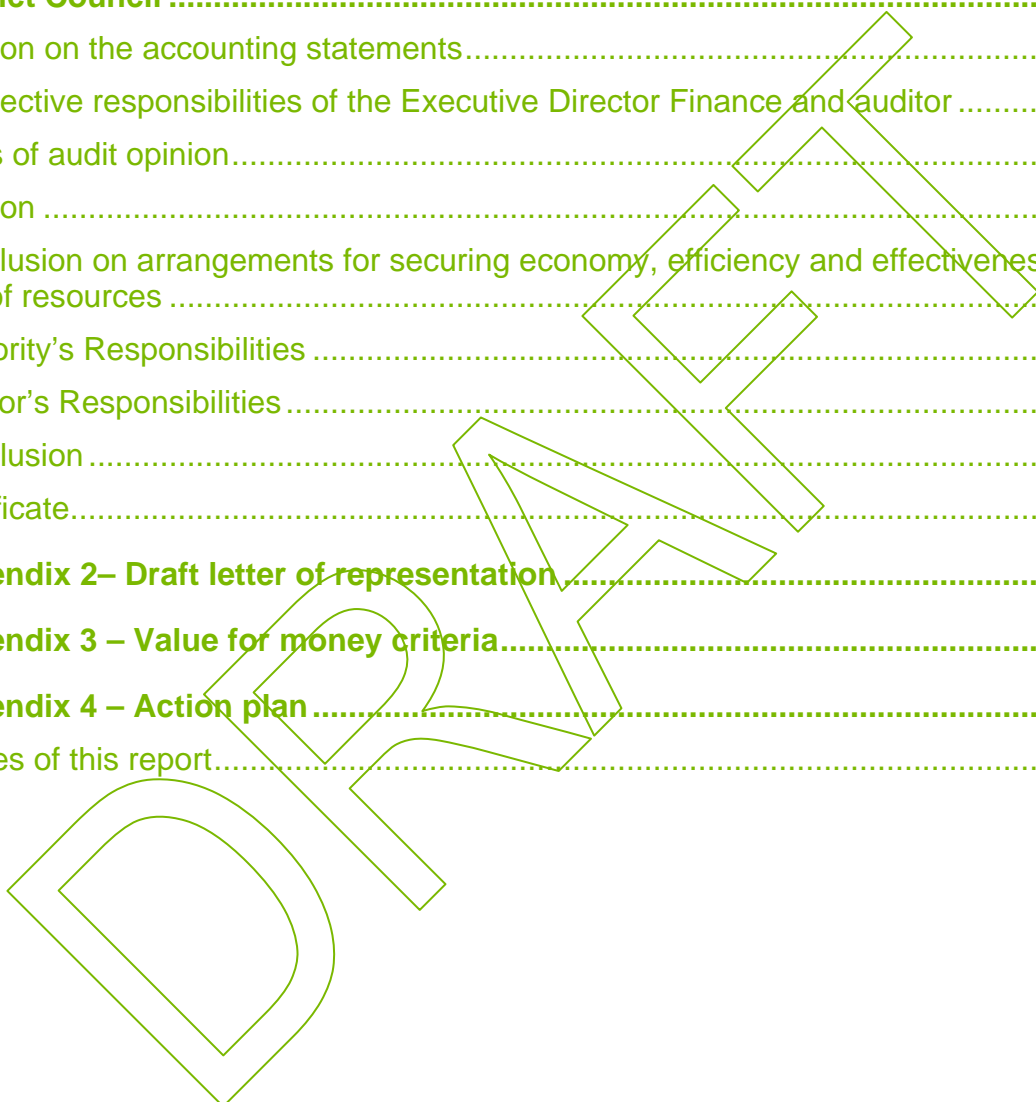 ict Council
on on the accounting statements
ective responsibilities of the Executive Director Finance and auditor
s of audit opinion
on
lusion on arrangements for securing economy, efficiency and effectivenes
of resources
ority's Responsibilities
or's Responsibilities
lusion
ficate
endix 2– Draft letter of representation
endix 3 – Value for money criteria
endix 4 – Action plan
es of this report
DRAFT